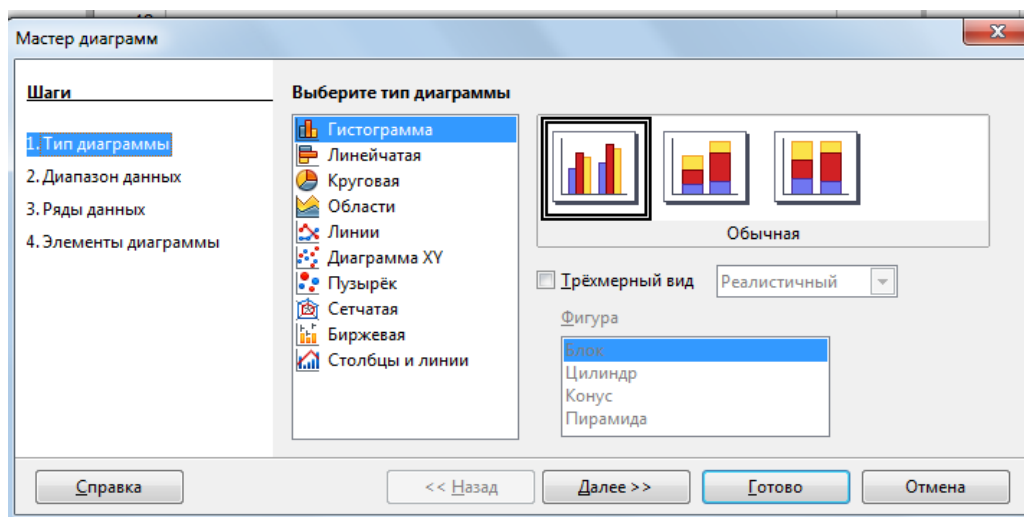 Мастер диаграмм
Шаги
1. Тип диаграммы
2. Диапазон данных
3. Ряды данных
4. Элементы диаграммы
Выберите тип диаграммы
Гистограмма
Линейчатая
Круговая
Области
Линии
Диаграмма XY
Пузырёк
Сетчатая
Биржевая
Столбцы и линии
Обычная
Трёхмерный вид
Реалистичный
Фигура
Блок
Цилиндр
Конус
Пирамида
Справка
<< Назад
Далее >>
Готово
Отмена